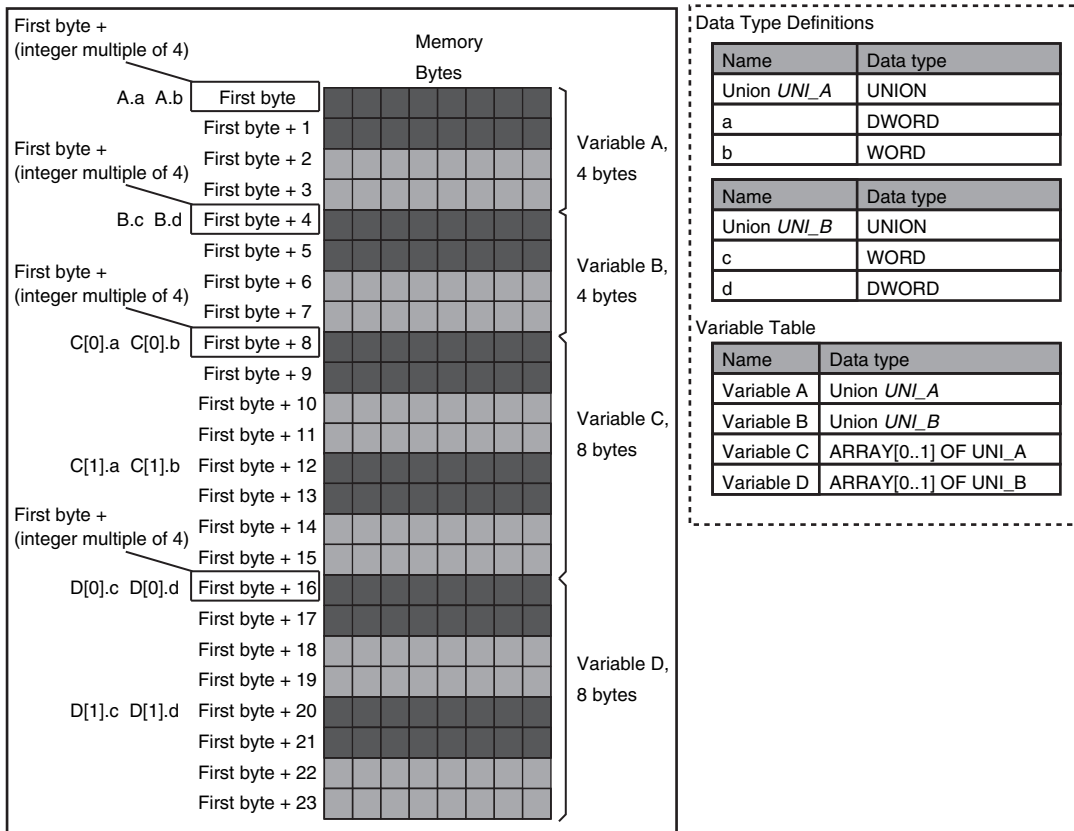 First byte +
(integer multiple of 4)
Memory
Bytes
A.a A.b First byte
First byte + 1
First byte +
(integer multiple of 4)
First byte + 2
First byte + 3
Variable A,
4 bytes
B.c B.d First byte + 4
First byte + 5
First byte +
(integer multiple of 4)
First byte + 6
First byte + 7
Variable B,
4 bytes
C[0].a C[0].b First byte + 8
First byte + 9
First byte + 10
First byte + 11
Variable C,
8 bytes
C[1].a C[1].b First byte + 12
First byte + 13
First byte +
(integer multiple of 4)
First byte + 14
First byte + 15
D[0].c D[0].d First byte + 16
First byte + 17
First byte + 18
First byte + 19
Variable D,
8 bytes
D[1].c D[1].d First byte + 20
First byte + 21
First byte + 22
First byte + 23
Data Type Definitions
Name Data type
Union UNI_A UNION
a DWORD
b WORD
Name Data type
Union UNI_B UNION
c WORD
d DWORD
Variable Table
Name Data type
Variable A Union UNI_A
Variable B Union UNI_B
Variable C ARRAY[0..1] OF UNI_A
Variable D ARRAY[0..1] OF UNI_B